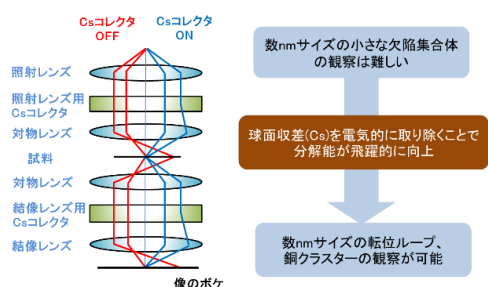 Csコレクタ
OFF
Csコレクタ
ON
照射レンズ
照射レンズ用
Csコレクタ
対物レンズ
試料
対物レンズ
結像レンズ用
Csコレクタ
結像レンズ
像のボケ
数nmサイズの小さな欠陥集合体
の観察は難しい
球面収差(Cs)を電気的に取り除くことで
分解能が飛躍的に向上
数nmサイズの転位ループ、
銅クラスターの観察が可能